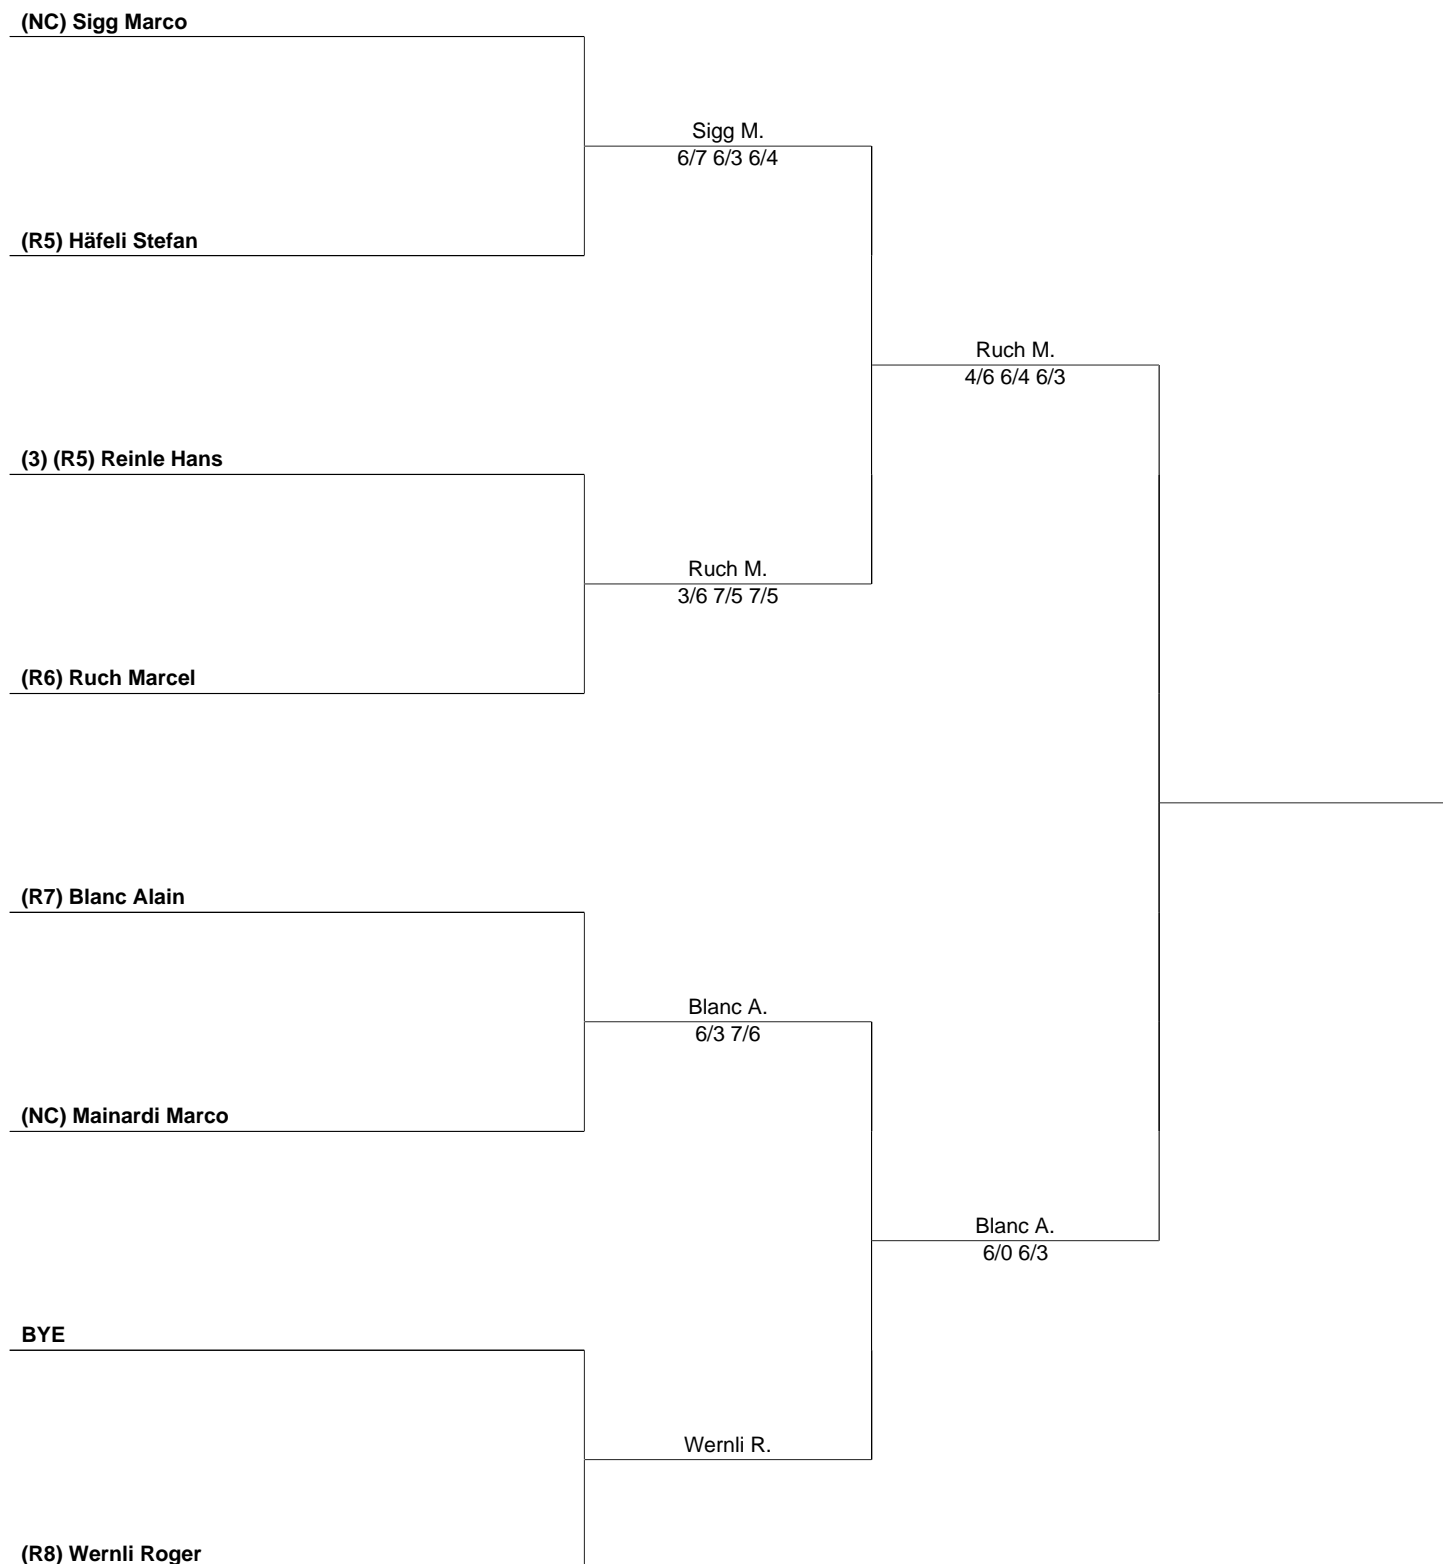 (NC) Sigg Marco
Sigg M.
6/7 6/3 6/4
(R5) Häfeli Stefan
Ruch M.
4/6 6/4 6/3
(3) (R5) Reinle Hans
Ruch M.
3/6 7/5 7/5
(R6) Ruch Marcel
(R7) Blanc Alain
Blanc A.
6/3 7/6
(NC) Mainardi Marco
Blanc A.
6/0 6/3
BYE
Wernli R.
(R8) Wernli Roger